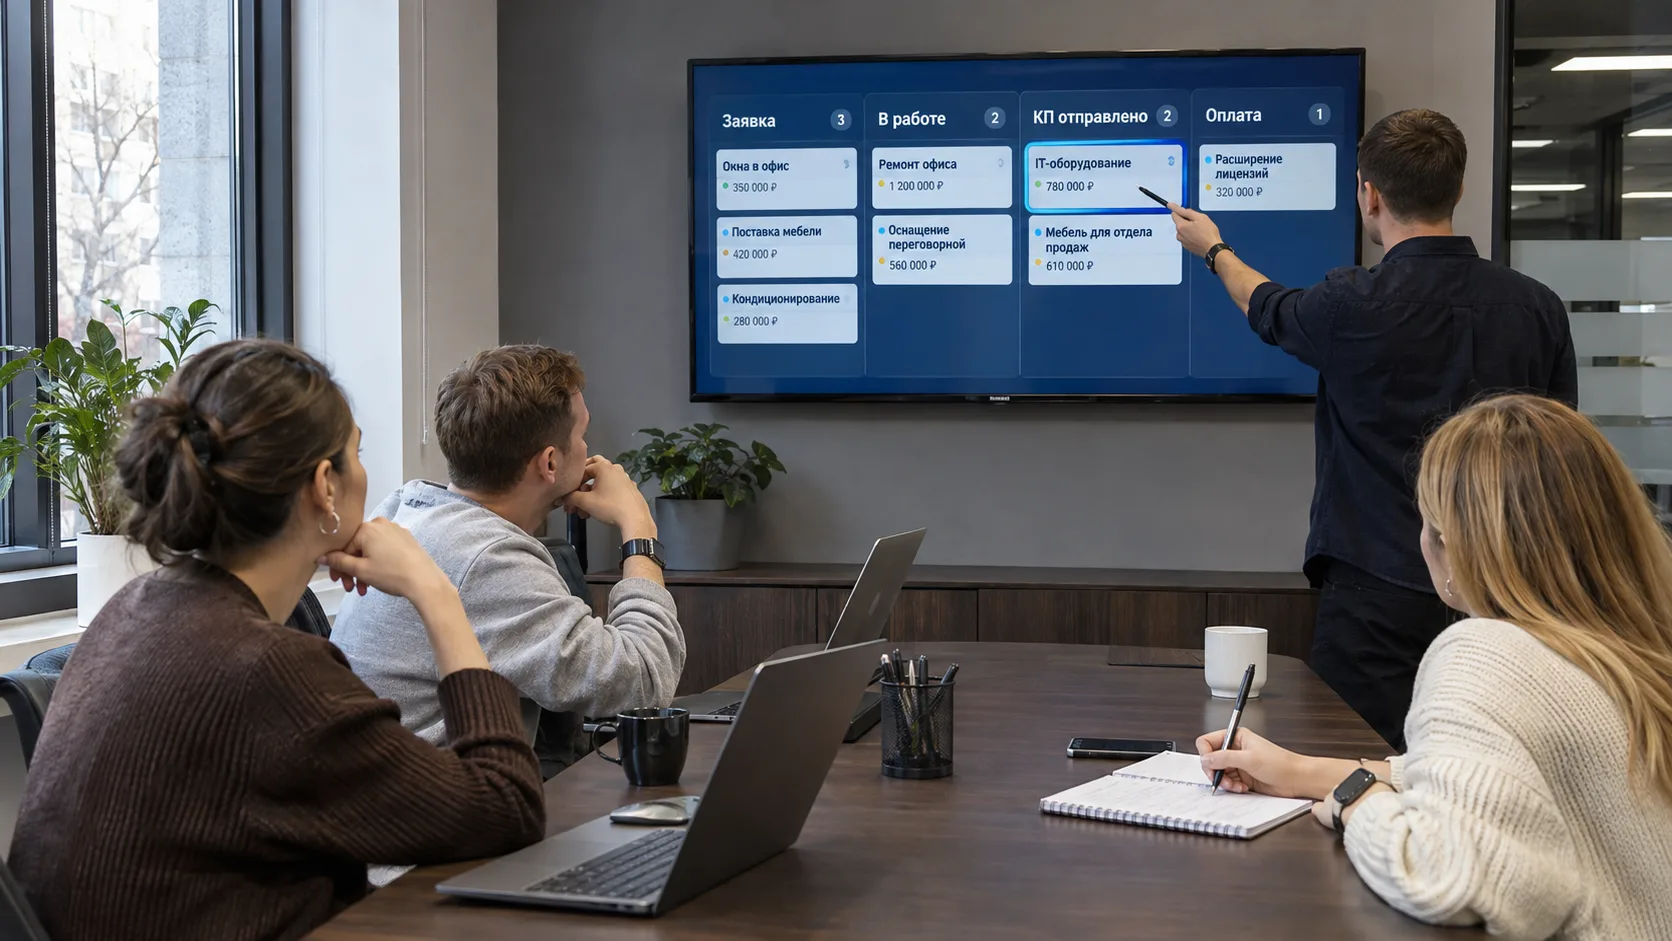 Заявка 3
Окна в офис
350 000 ₽
Поставка мебели
420 000 ₽
Кондиционирование
280 000 ₽
В работе 2
Ремонт офиса
1 200 000 ₽
Оснащение
переговорной
560 000 ₽
КП отправлено 2
IT-оборудование
780 000 ₽
Мебель для отдела
продаж
610 000 ₽
Оплата 1
Расширение
лицензий
320 000 ₽